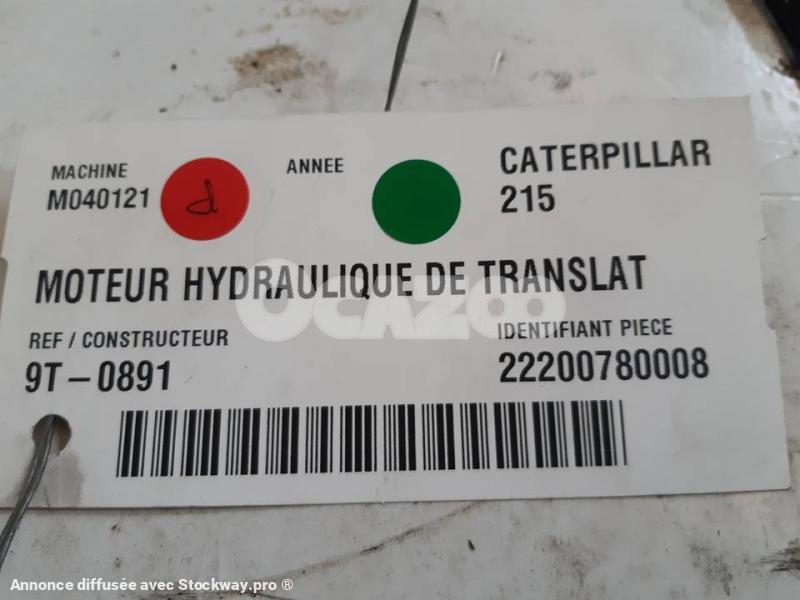 MACHINE
M040121
d
ANNEE
CATERPILLAR
215
MOTEUR HYDRAULIQUE DE TRANSLAT
OCAZOO
REF / CONSTRUCTEUR
9T-0891
IDENTIFIANT PIECE
22200780008
Annonce diffusée avec Stockway.pro ®